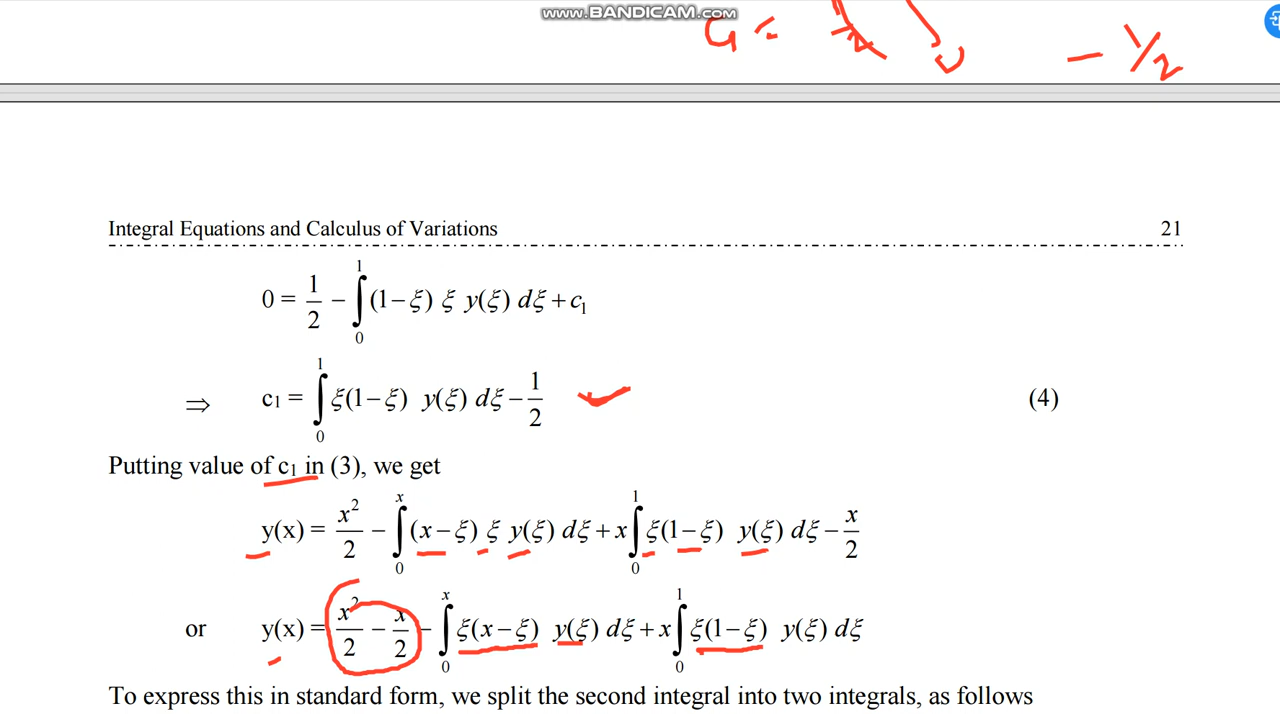 www.BANDICAM.com
c₁ =
- 1/2
Integral Equations and Calculus of Variations 21
0 = 1/2 − ∫₀¹ (1−ξ) ξ y(ξ) dξ + c₁
⇒ c₁ = ∫₀¹ ξ(1−ξ) y(ξ) dξ − 1/2 (4)
Putting value of c₁ in (3), we get
y(x) = x²/2 − ∫₀ˣ (x−ξ) ξ y(ξ) dξ + x ∫₀¹ ξ(1−ξ) y(ξ) dξ − x/2
or y(x) = x²/2 − x/2 − ∫₀ˣ ξ(x−ξ) y(ξ) dξ + x ∫₀¹ ξ(1−ξ) y(ξ) dξ
To express this in standard form, we split the second integral into two integrals, as follows